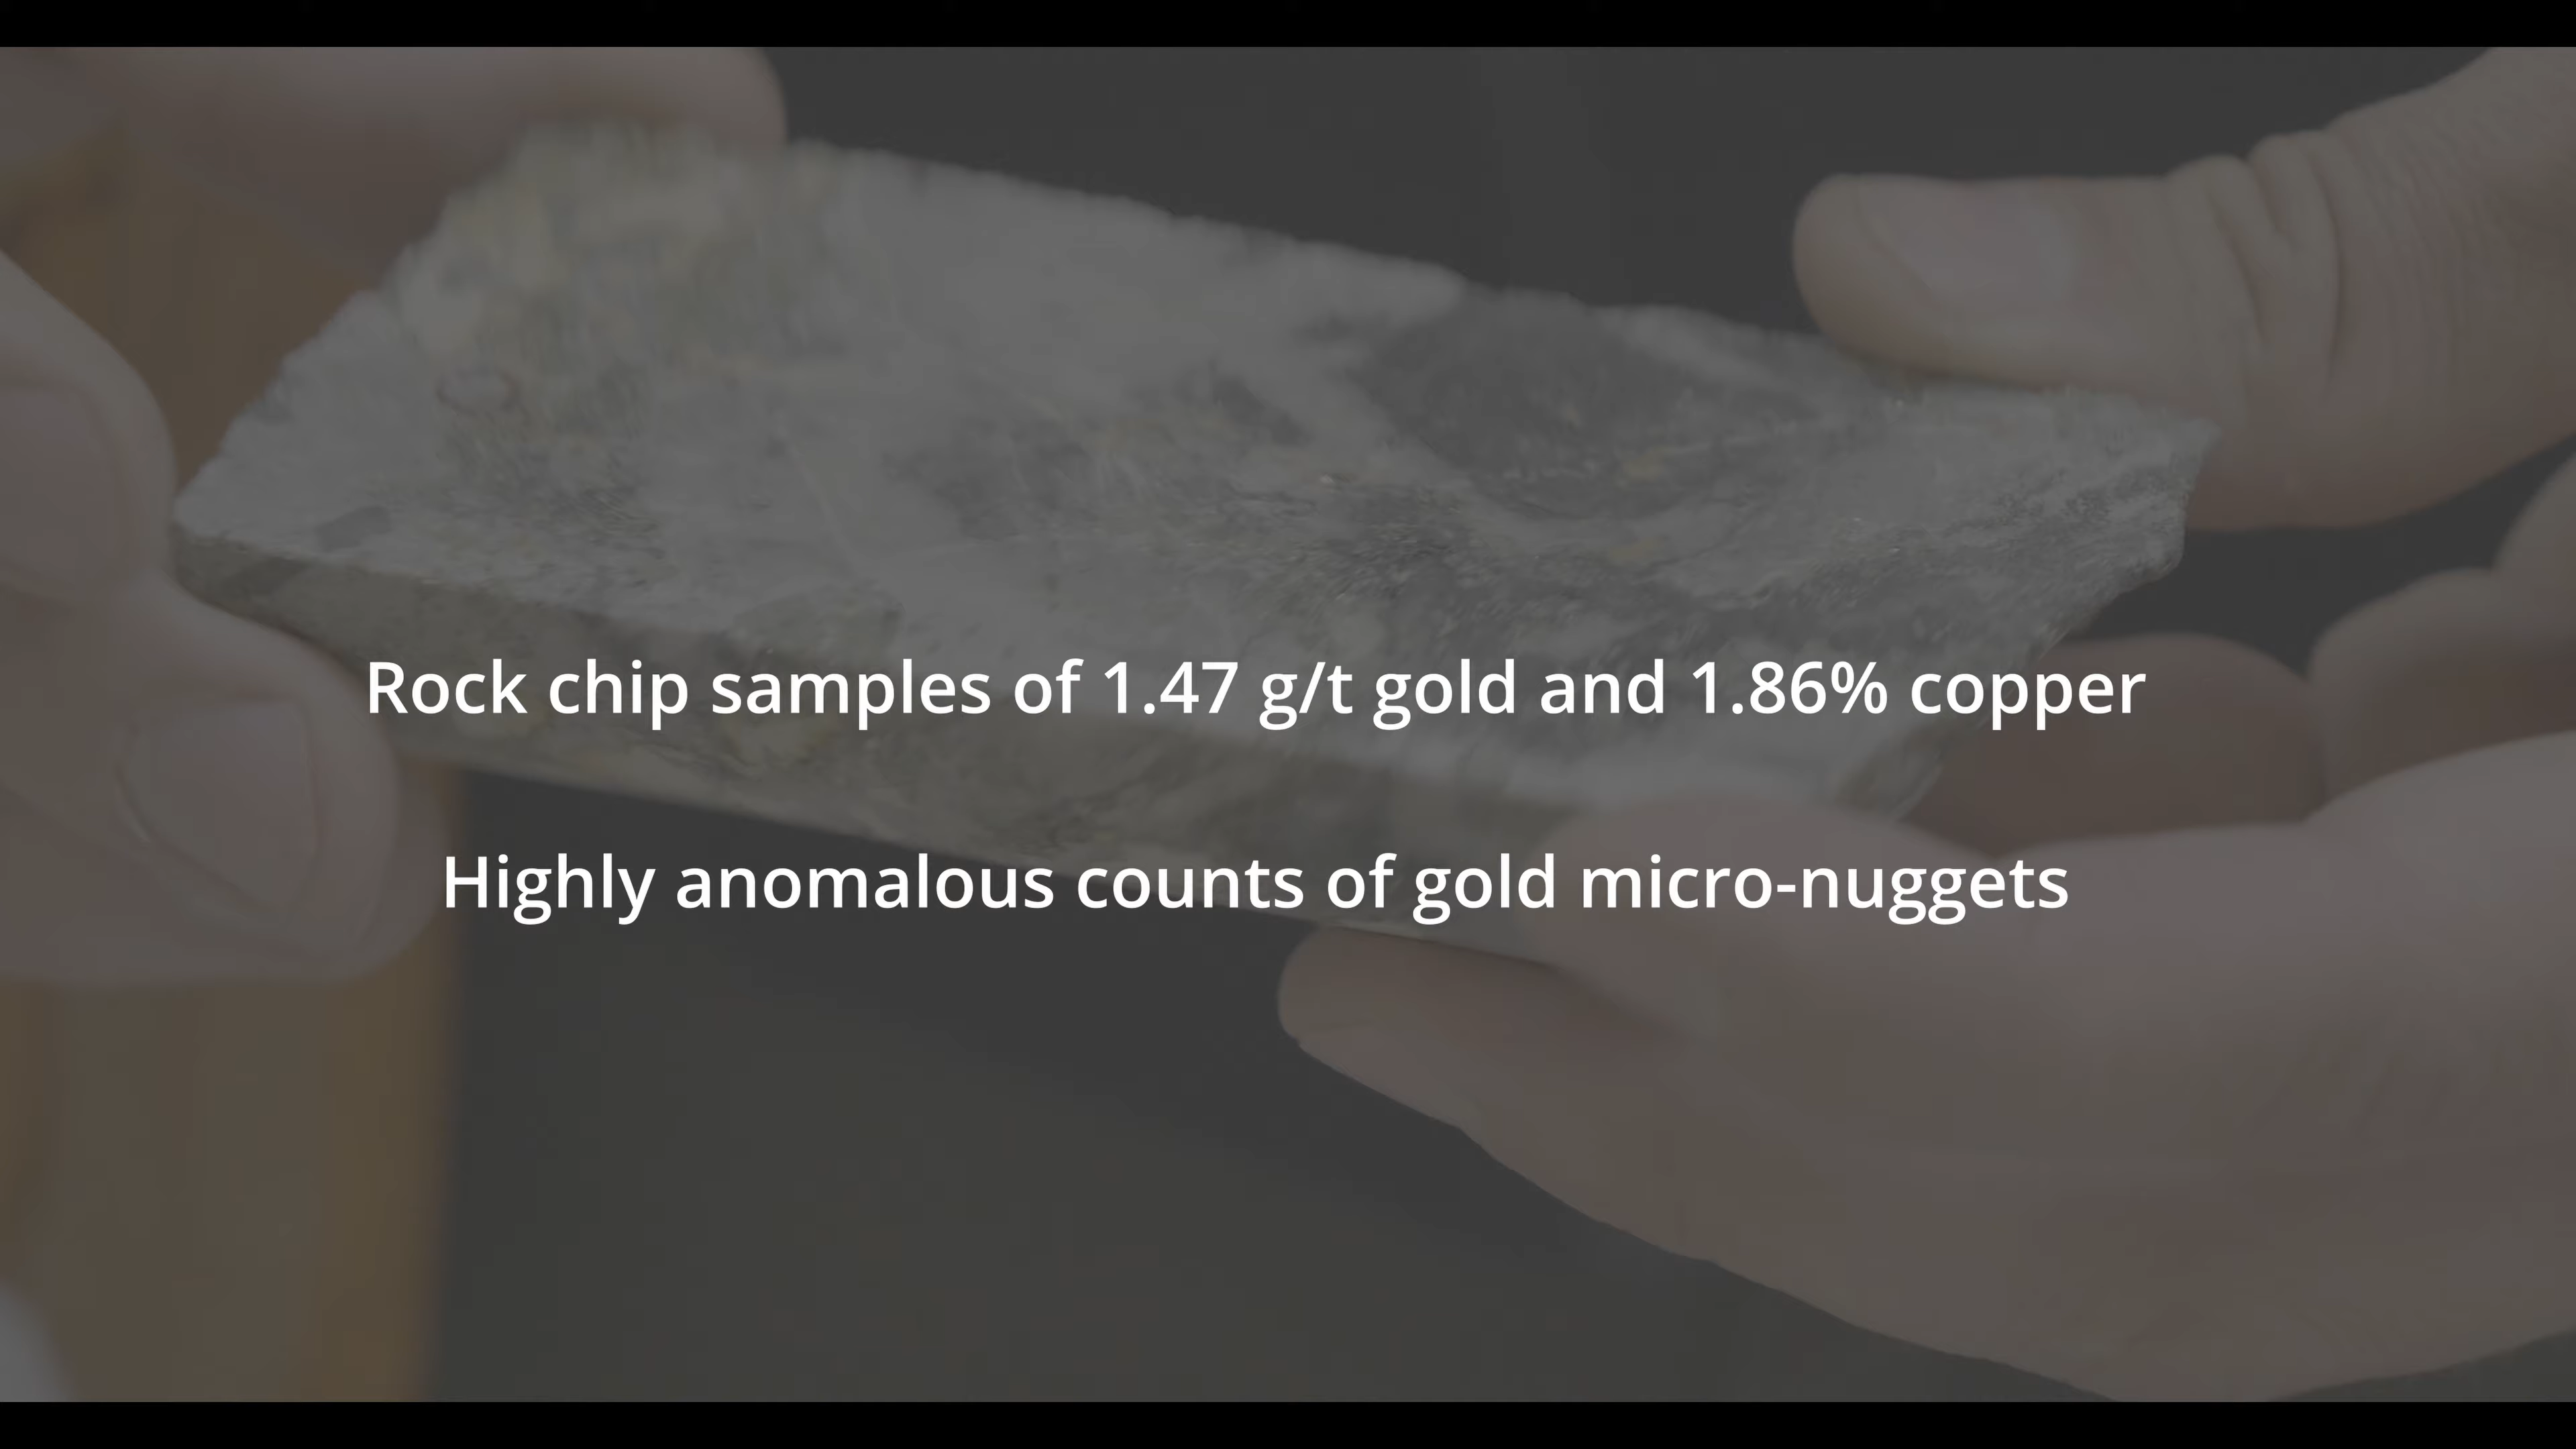 Rock chip samples of 1.47 g/t gold and 1.86% copper
Highly anomalous counts of gold micro-nuggets